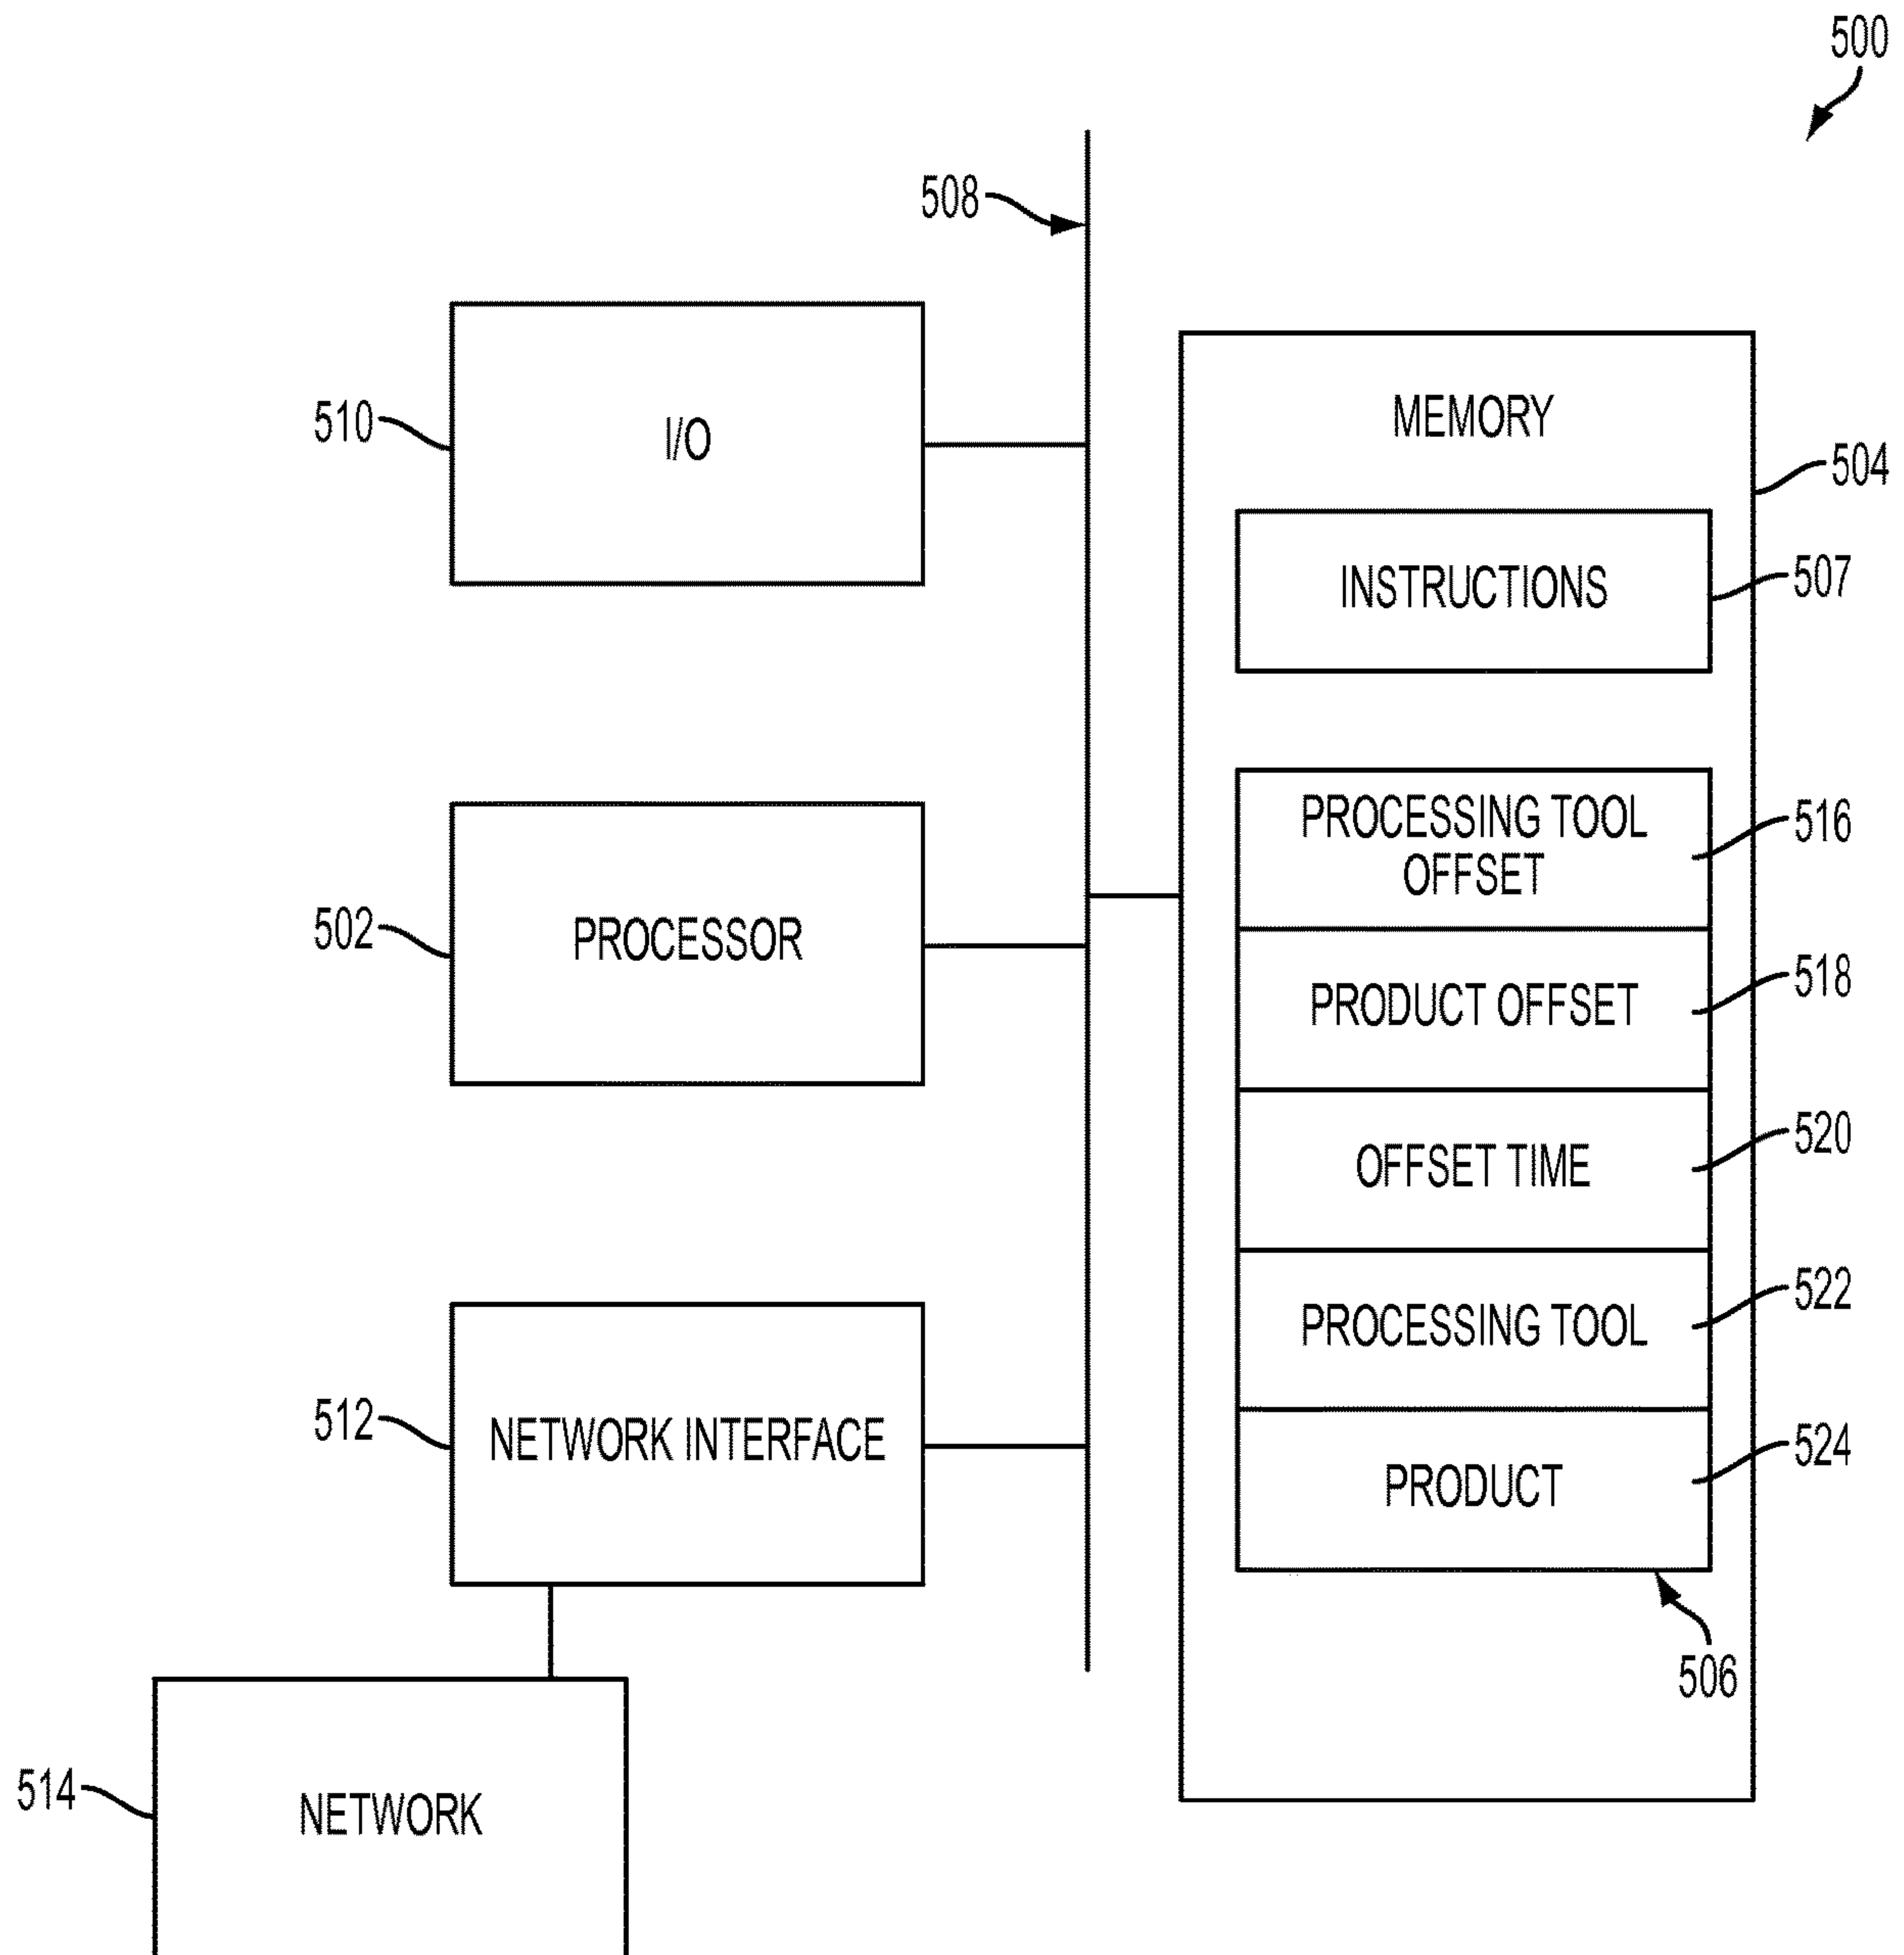 500
508
510
I/O
MEMORY
504
INSTRUCTIONS
507
PROCESSING TOOL
OFFSET
516
502
PROCESSOR
PRODUCT OFFSET
518
OFFSET TIME
520
PROCESSING TOOL
522
512
NETWORK INTERFACE
PRODUCT
524
506
514
NETWORK